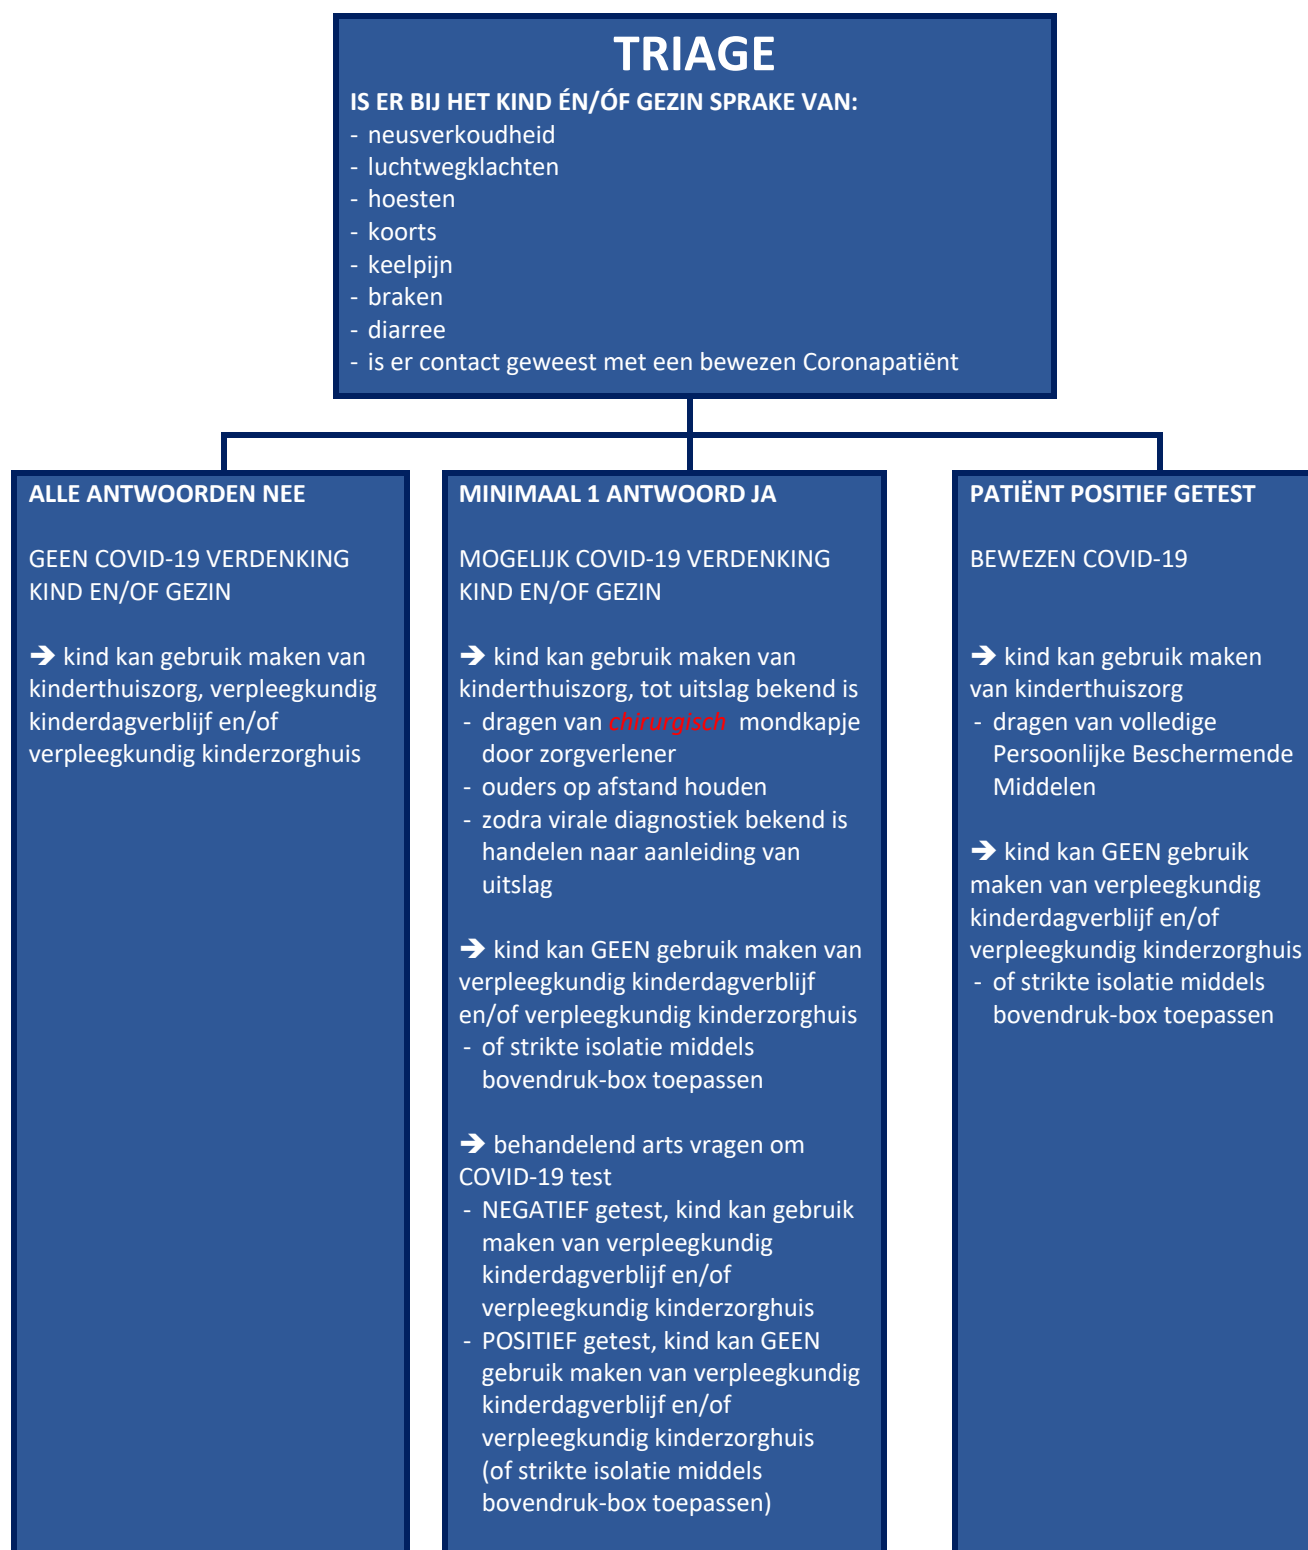 TRIAGE
IS ER BIJ HET KIND ÉN/ÓF GEZIN SPRAKE VAN:
- neusverkoudheid
- luchtwegklachten
- hoesten
- koorts
- keelpijn
- braken
- diarree
- is er contact geweest met een bewezen Coronapatiënt
ALLE ANTWOORDEN NEE
GEEN COVID-19 VERDENKING
KIND EN/OF GEZIN
➔ kind kan gebruik maken van
kinderthuiszorg, verpleegkundig
kinderdagverblijf en/of
verpleegkundig kinderzorghuis
MINIMAAL 1 ANTWOORD JA
MOGELIJK COVID-19 VERDENKING
KIND EN/OF GEZIN
➔ kind kan gebruik maken van
kinderthuiszorg, tot uitslag bekend is
- dragen van chirurgisch mondkapje
door zorgverlener
- ouders op afstand houden
- zodra virale diagnostiek bekend is
handelen naar aanleiding van
uitslag
➔ kind kan GEEN gebruik maken van
verpleegkundig kinderdagverblijf
en/of verpleegkundig kinderzorghuis
- of strikte isolatie middels
bovendruk-box toepassen
➔ behandelend arts vragen om
COVID-19 test
- NEGATIEF getest, kind kan gebruik
maken van verpleegkundig
kinderdagverblijf en/of
verpleegkundig kinderzorghuis
- POSITIEF getest, kind kan GEEN
gebruik maken van verpleegkundig
kinderdagverblijf en/of
verpleegkundig kinderzorghuis
(of strikte isolatie middels
bovendruk-box toepassen)
PATIËNT POSITIEF GETEST
BEWEZEN COVID-19
➔ kind kan gebruik maken
van kinderthuiszorg
- dragen van volledige
Persoonlijke Beschermende
Middelen
➔ kind kan GEEN gebruik
maken van verpleegkundig
kinderdagverblijf en/of
verpleegkundig kinderzorghuis
- of strikte isolatie middels
bovendruk-box toepassen